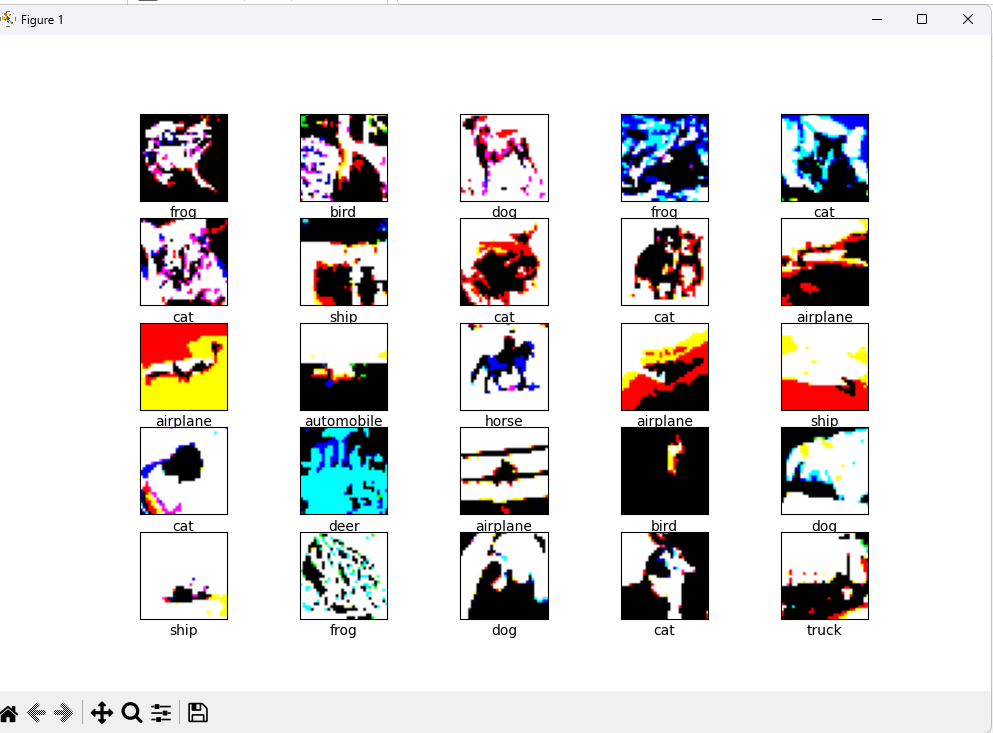 Figure 1
frog bird dog frog cat
cat ship cat cat airplane
airplane automobile horse airplane ship
cat deer airplane bird dog
ship frog dog cat truck